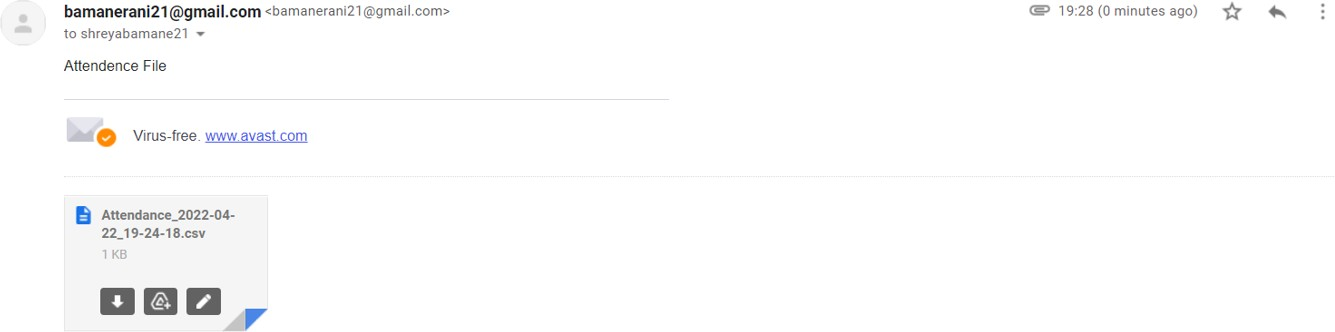 bamanerani21@gmail.com <bamanerani21@gmail.com> 19:28 (0 minutes ago)
to shreyabamane21
Attendence File
Virus-free. www.avast.com
Attendance_2022-04-
22_19-24-18.csv
1 KB